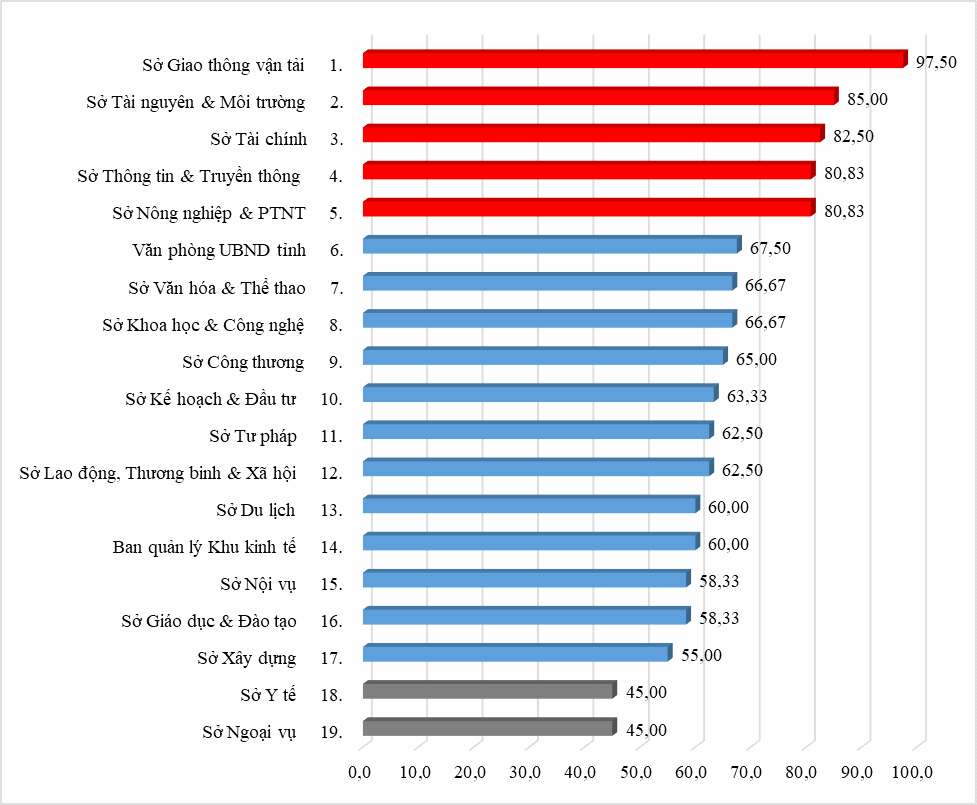 Sở Giao thông vận tải 1. 97,50
Sở Tài nguyên & Môi trường 2. 85,00
Sở Tài chính 3. 82,50
Sở Thông tin & Truyền thông 4. 80,83
Sở Nông nghiệp & PTNT 5. 80,83
Văn phòng UBND tỉnh 6. 67,50
Sở Văn hóa & Thể thao 7. 66,67
Sở Khoa học & Công nghệ 8. 66,67
Sở Công thương 9. 65,00
Sở Kế hoạch & Đầu tư 10. 63,33
Sở Tư pháp 11. 62,50
Sở Lao động, Thương binh & Xã hội 12. 62,50
Sở Du lịch 13. 60,00
Ban quản lý Khu kinh tế 14. 60,00
Sở Nội vụ 15. 58,33
Sở Giáo dục & Đào tạo 16. 58,33
Sở Xây dựng 17. 55,00
Sở Y tế 18. 45,00
Sở Ngoại vụ 19. 45,00
0,0 10,0 20,0 30,0 40,0 50,0 60,0 70,0 80,0 90,0 100,0